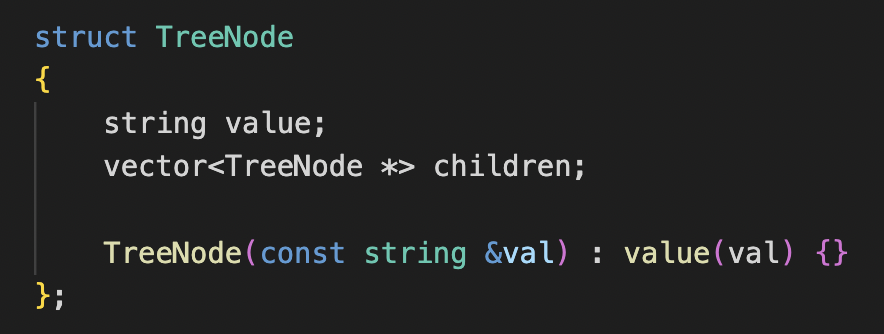 struct TreeNode
{
    string value;
    vector<TreeNode *> children;

    TreeNode(const string &val) : value(val) {}
};